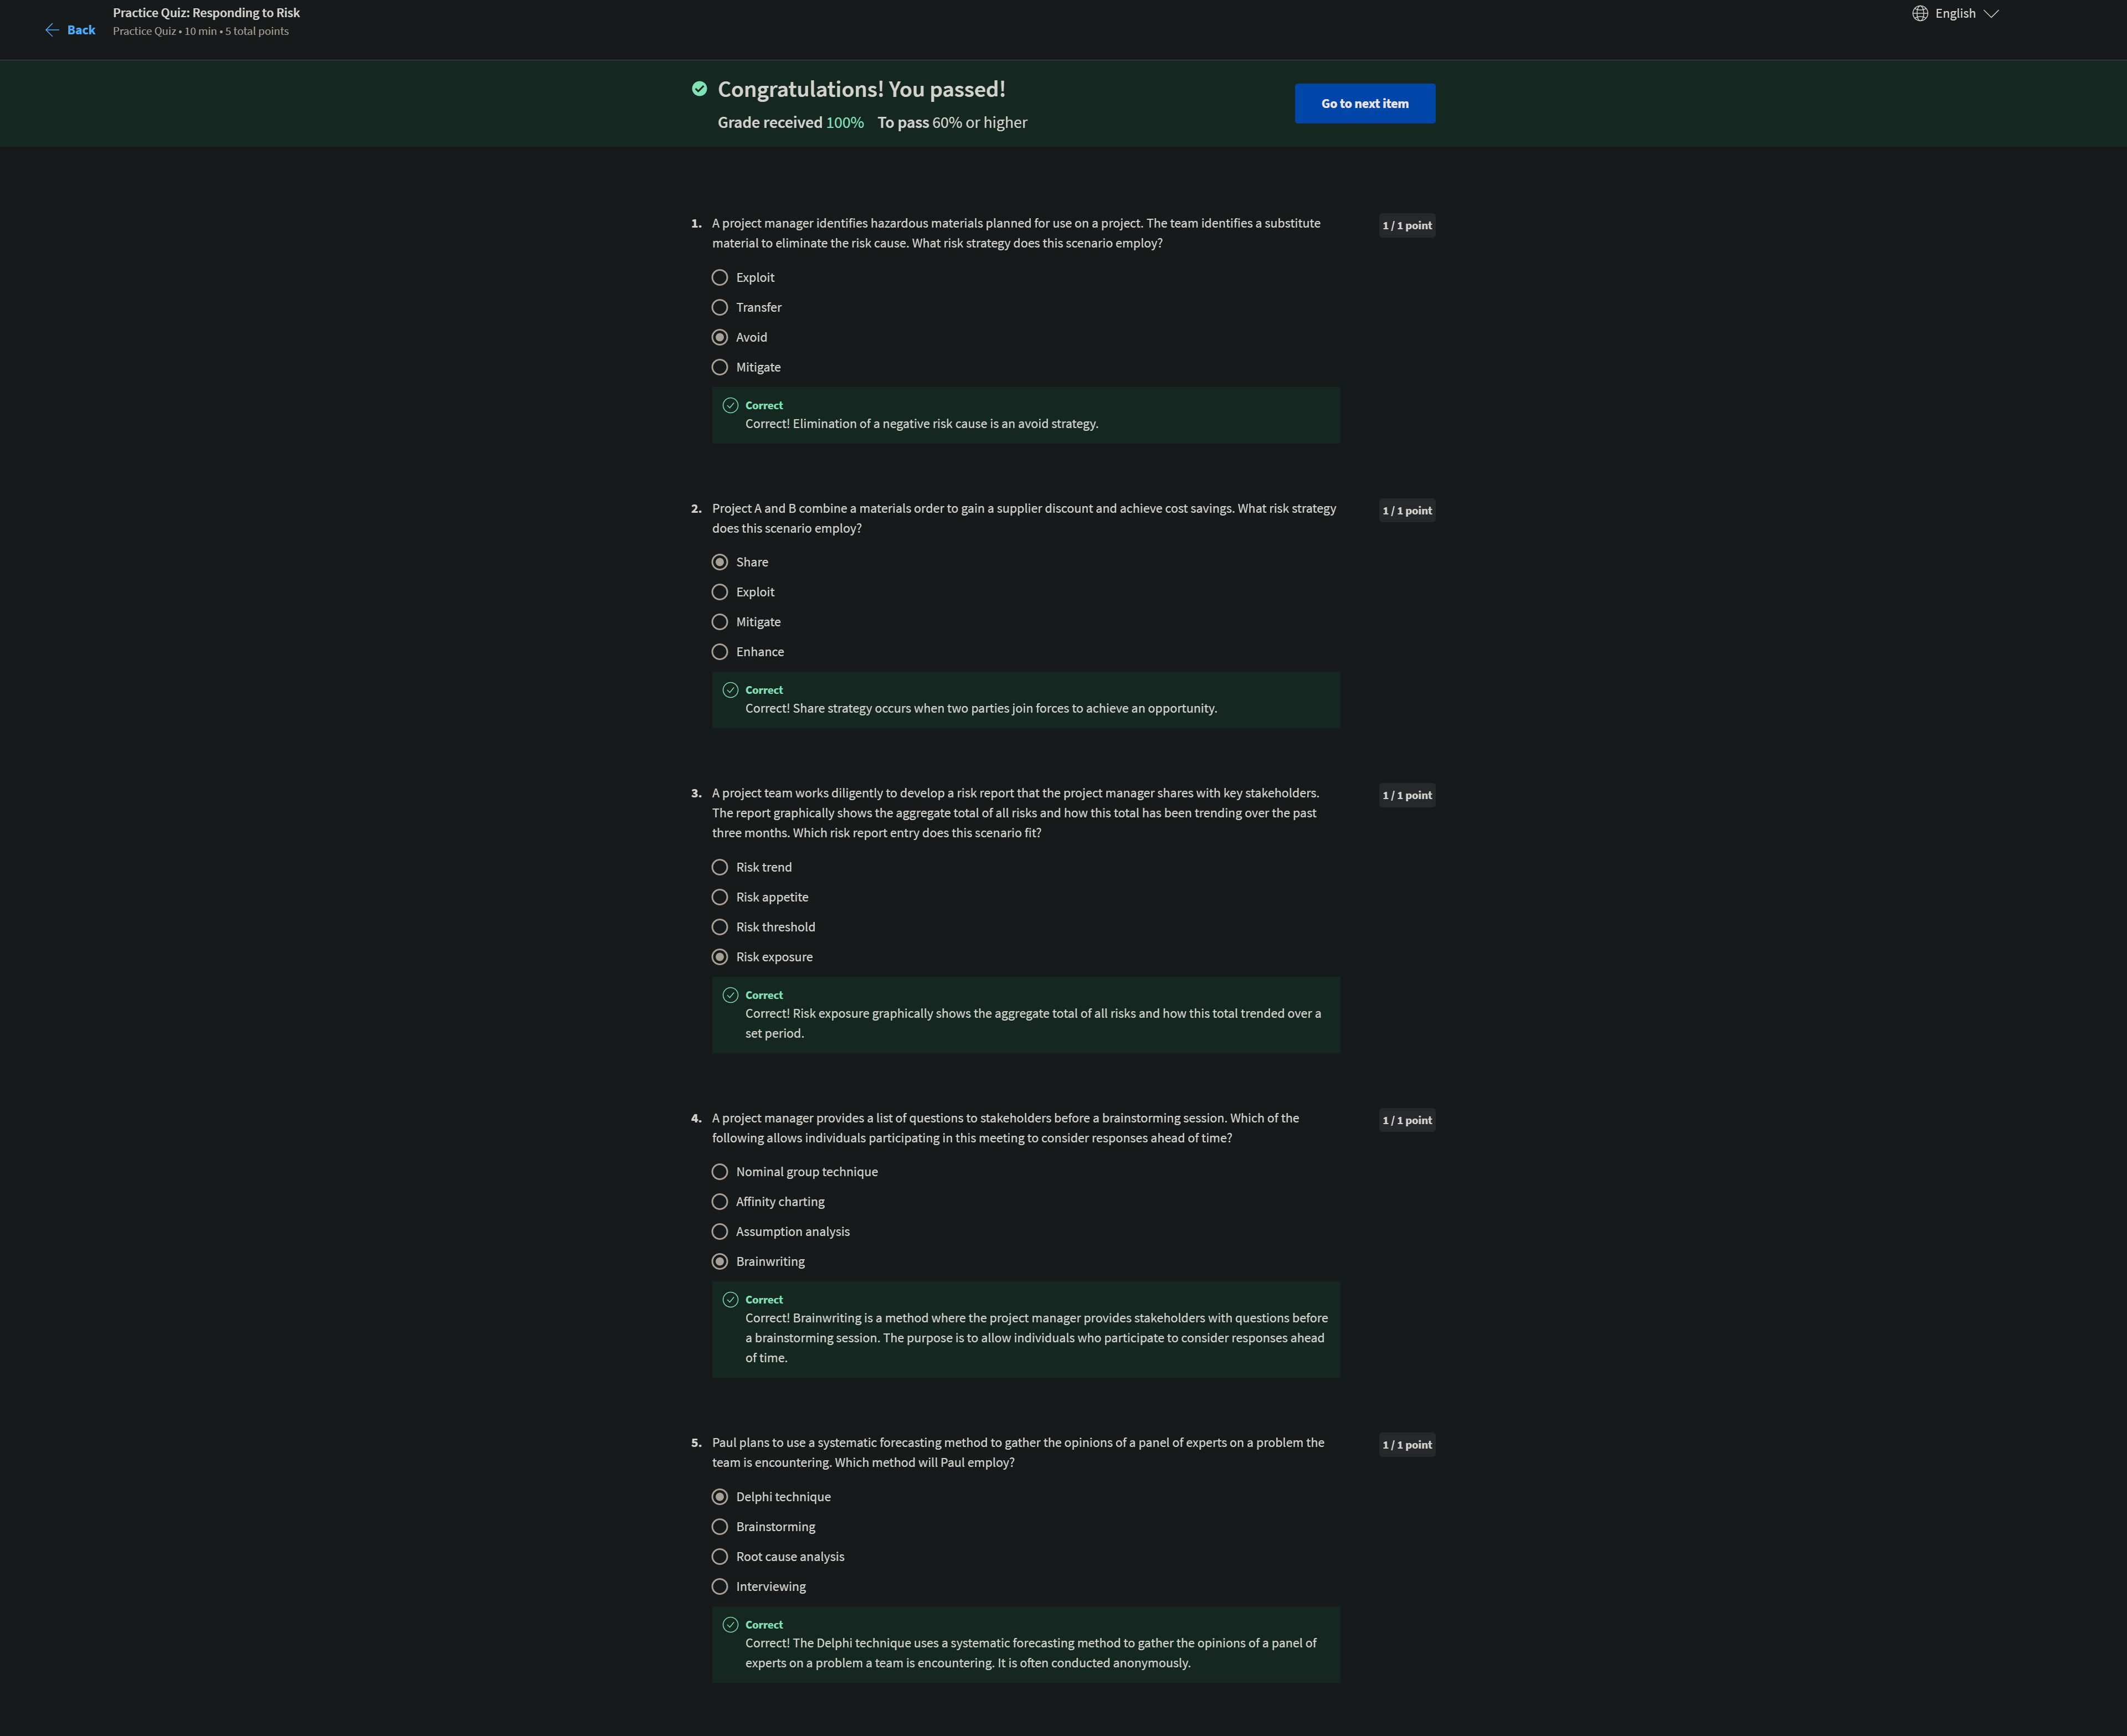 Back
Practice Quiz: Responding to Risk
Practice Quiz • 10 min • 5 total points
English
Congratulations! You passed!
Grade received 100% To pass 60% or higher
Go to next item
1. A project manager identifies hazardous materials planned for use on a project. The team identifies a substitute
material to eliminate the risk cause. What risk strategy does this scenario employ?
1 / 1 point
Exploit
Transfer
Avoid
Mitigate
Correct
Correct! Elimination of a negative risk cause is an avoid strategy.
2. Project A and B combine a materials order to gain a supplier discount and achieve cost savings. What risk strategy
does this scenario employ?
1 / 1 point
Share
Exploit
Mitigate
Enhance
Correct
Correct! Share strategy occurs when two parties join forces to achieve an opportunity.
3. A project team works diligently to develop a risk report that the project manager shares with key stakeholders.
The report graphically shows the aggregate total of all risks and how this total has been trending over the past
three months. Which risk report entry does this scenario fit?
1 / 1 point
Risk trend
Risk appetite
Risk threshold
Risk exposure
Correct
Correct! Risk exposure graphically shows the aggregate total of all risks and how this total trended over a
set period.
4. A project manager provides a list of questions to stakeholders before a brainstorming session. Which of the
following allows individuals participating in this meeting to consider responses ahead of time?
1 / 1 point
Nominal group technique
Affinity charting
Assumption analysis
Brainwriting
Correct
Correct! Brainwriting is a method where the project manager provides stakeholders with questions before
a brainstorming session. The purpose is to allow individuals who participate to consider responses ahead
of time.
5. Paul plans to use a systematic forecasting method to gather the opinions of a panel of experts on a problem the
team is encountering. Which method will Paul employ?
1 / 1 point
Delphi technique
Brainstorming
Root cause analysis
Interviewing
Correct
Correct! The Delphi technique uses a systematic forecasting method to gather the opinions of a panel of
experts on a problem a team is encountering. It is often conducted anonymously.